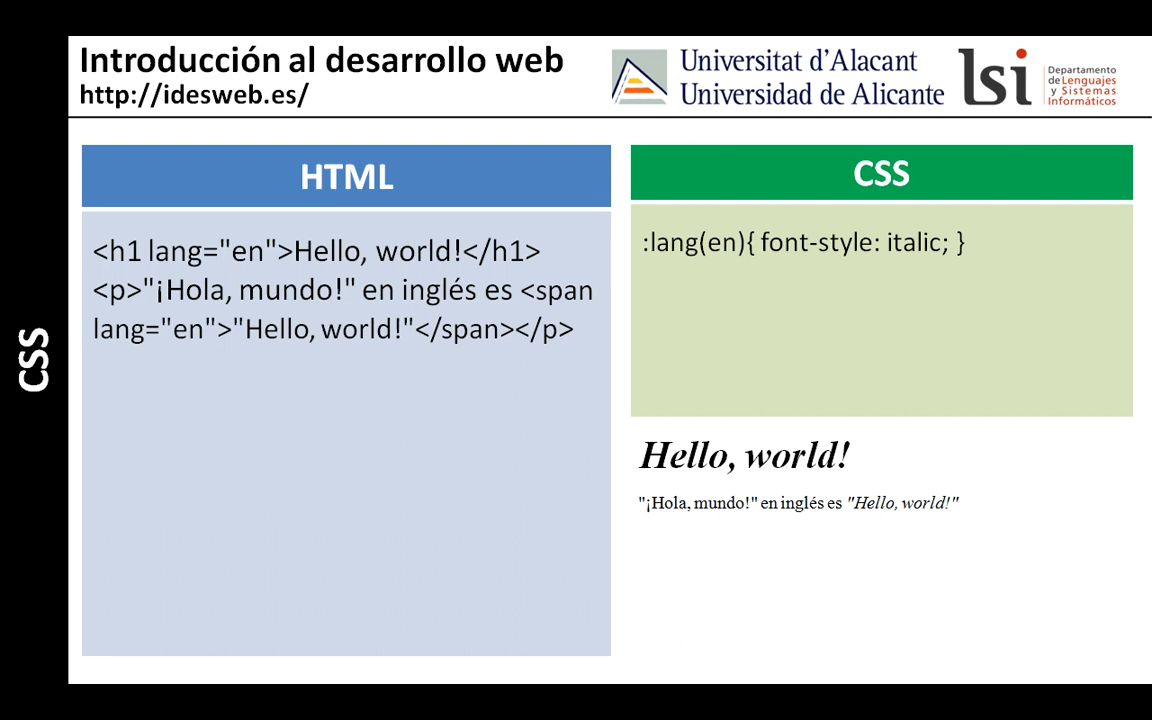 Introducción al desarrollo web
http://idesweb.es/
Universitat d'Alacant
Universidad de Alicante
lsi
Departamento
de Lenguajes
y Sistemas
Informáticos
CSS
HTML
<h1 lang="en">Hello, world!</h1>
<p>"¡Hola, mundo!" en inglés es <span
lang="en">"Hello, world!"</span></p>
CSS
:lang(en){ font-style: italic; }
Hello, world!
"¡Hola, mundo!" en inglés es "Hello, world!"